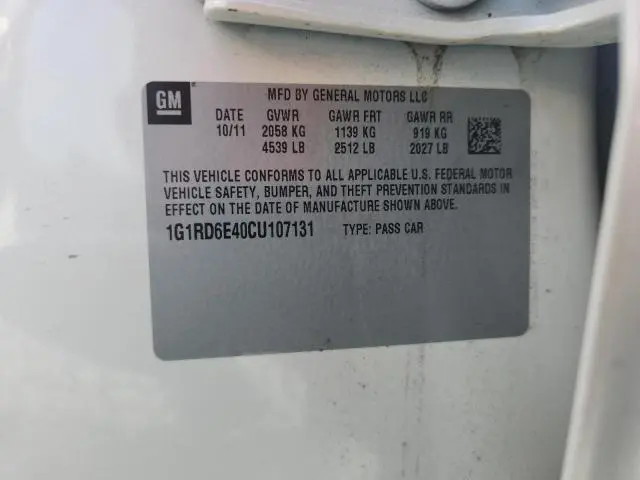 GM
MFD BY GENERAL MOTORS LLC
DATE GVWR GAWR FRT GAWR RR
10/11 2058 KG 1139 KG 919 KG
4539 LB 2512 LB 2027 LB
THIS VEHICLE CONFORMS TO ALL APPLICABLE U.S. FEDERAL MOTOR
VEHICLE SAFETY, BUMPER, AND THEFT PREVENTION STANDARDS IN
EFFECT ON THE DATE OF MANUFACTURE SHOWN ABOVE.
1G1RD6E40CU107131 TYPE: PASS CAR